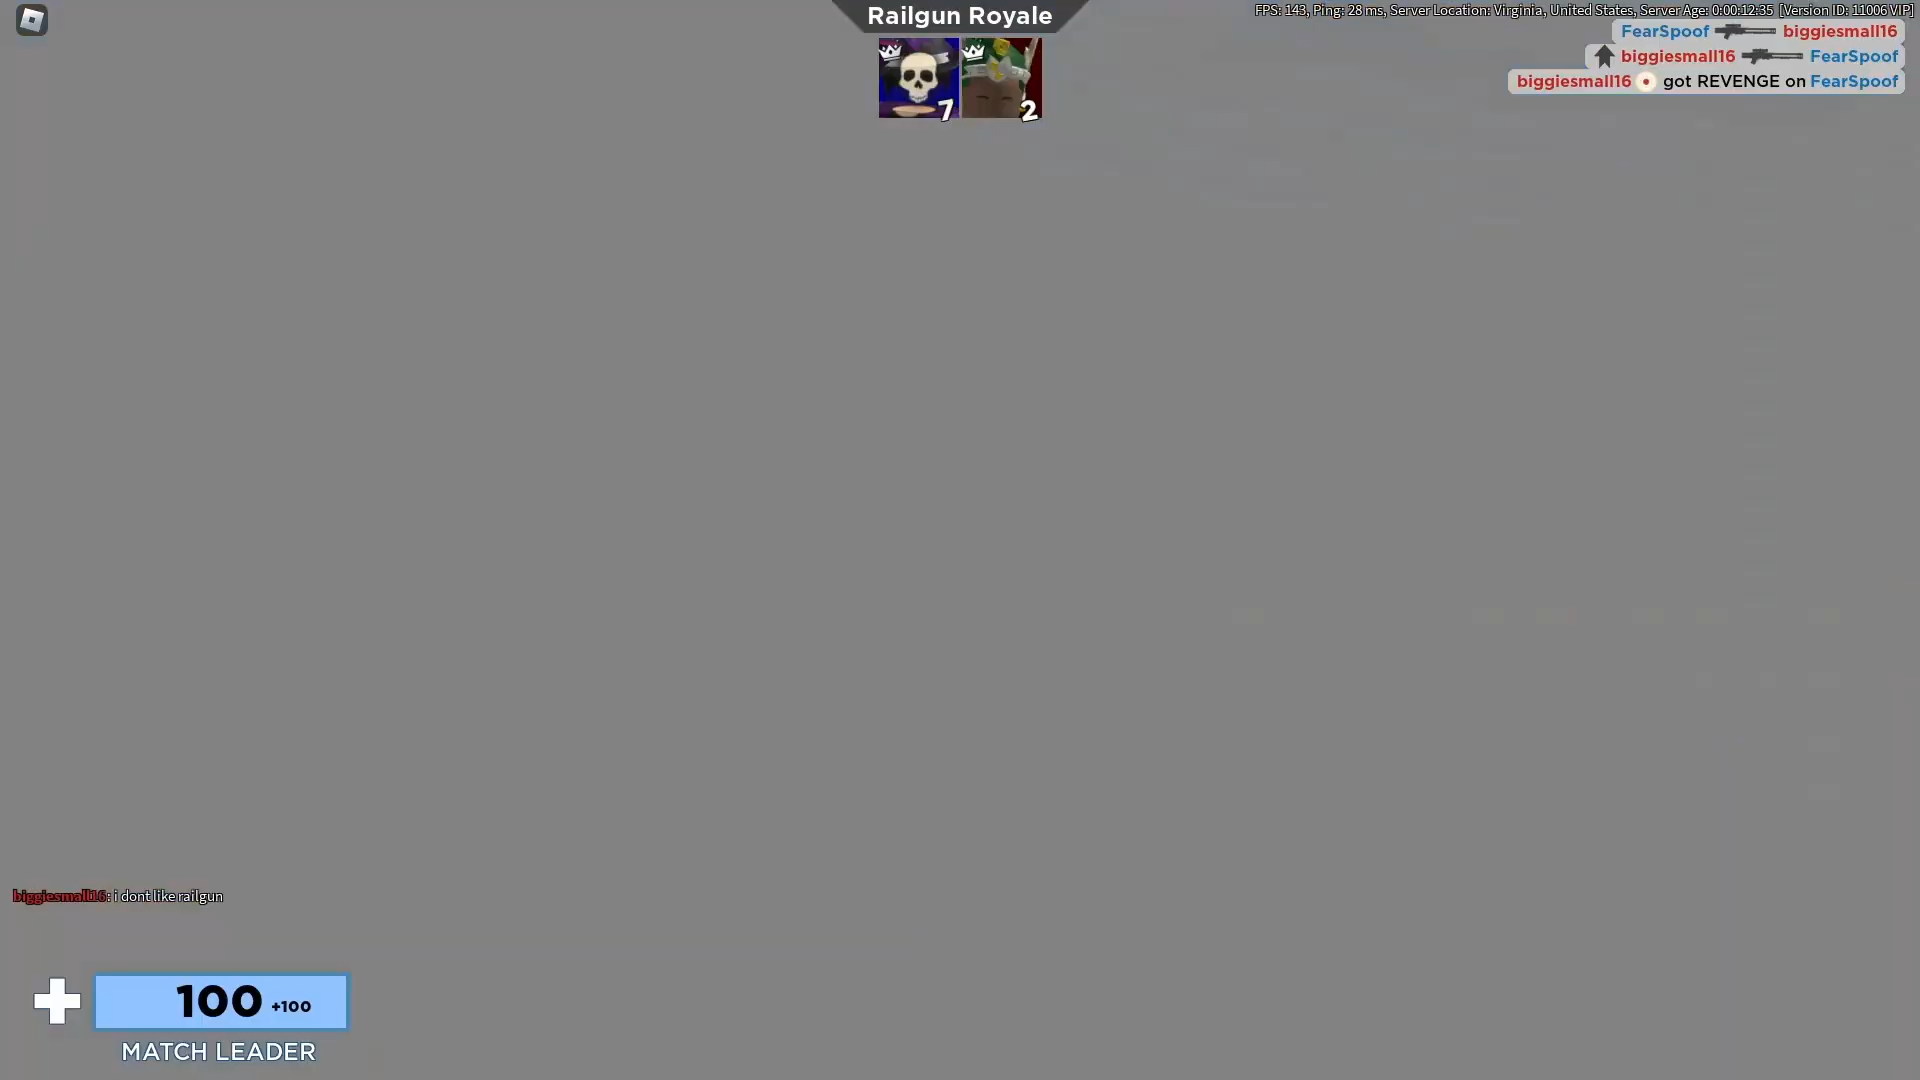 Railgun Royale
FPS: 143, Ping: 28 ms, Server Location: Virginia, United States, Server Age: 0:00:12:35 [Version ID: 11006 VIP]
FearSpoof biggiesmall16
biggiesmall16 FearSpoof
biggiesmall16 got REVENGE on FearSpoof
7 2
biggiesmall16: i dont like railgun
100 +100
MATCH LEADER